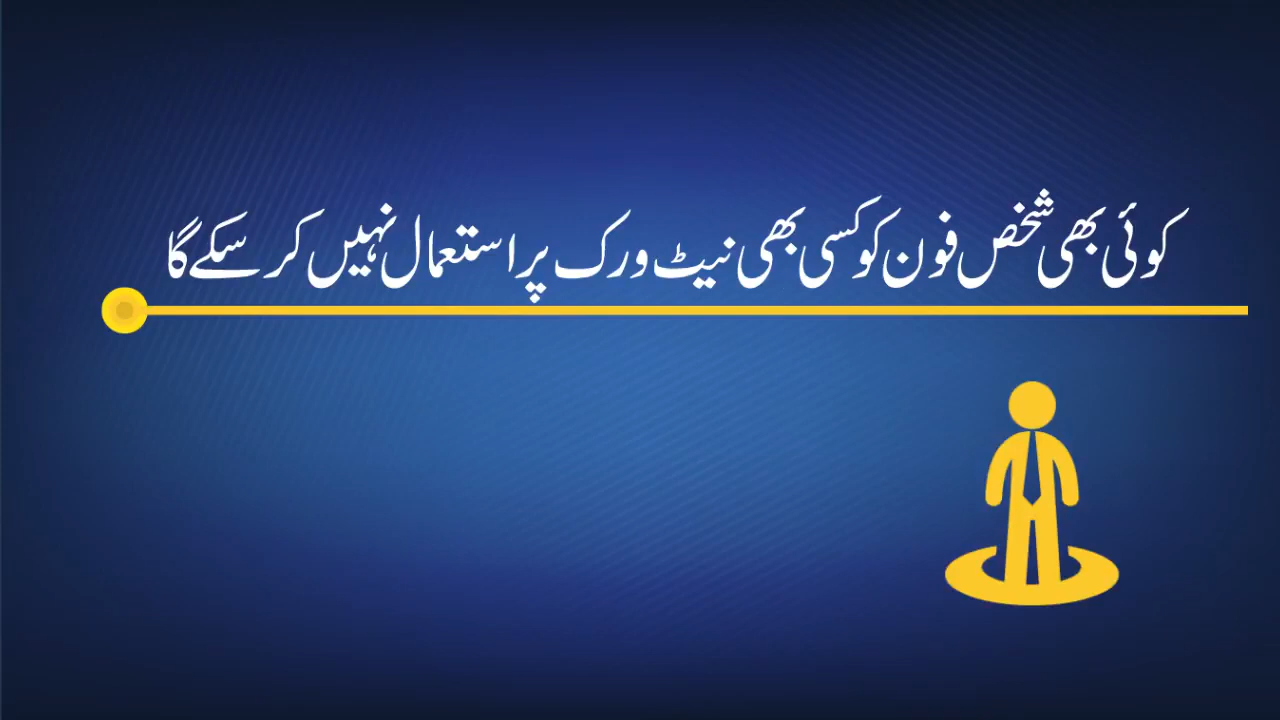 کوئی بھی شخص فون کو کسی بھی نیٹ ورک پر استعمال نہیں کر سکے گا